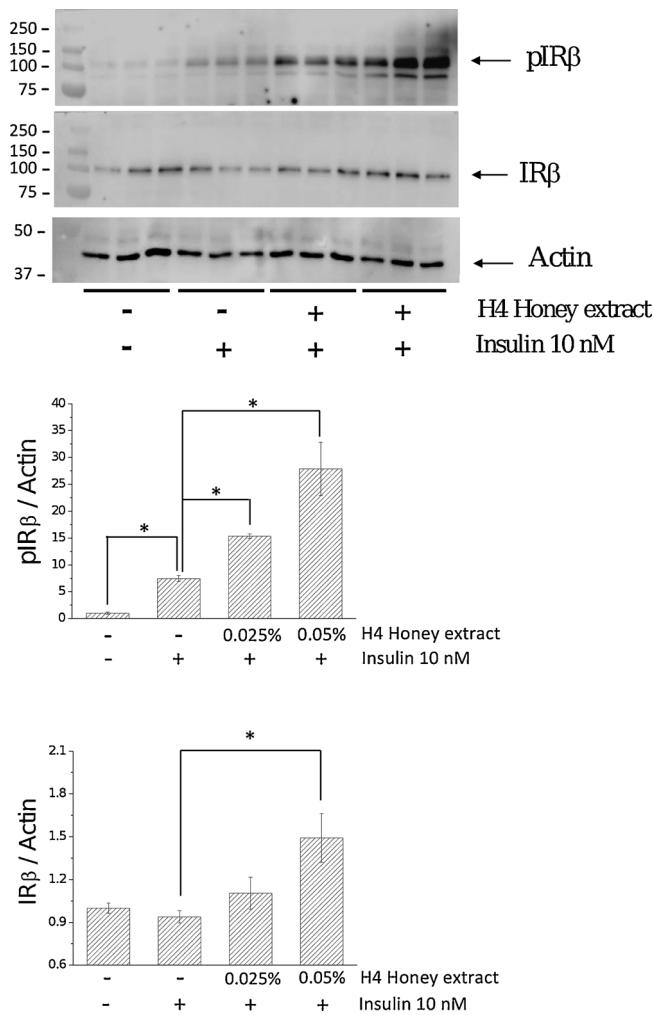 250 –
150 –
100 –
75 –
pIRβ
250 –
150 –
100 –
75 –
IRβ
50 –
37 –
Actin
- - + + H4 Honey extract
- + + + Insulin 10 nM
pIRβ / Actin
40
35
30
25
20
15
10
5
0
* * *
- - 0.025% 0.05% H4 Honey extract
- + + + Insulin 10 nM
IRβ / Actin
2.1
1.8
1.5
1.2
0.9
0.6
*
- - 0.025% 0.05% H4 Honey extract
- + + + Insulin 10 nM